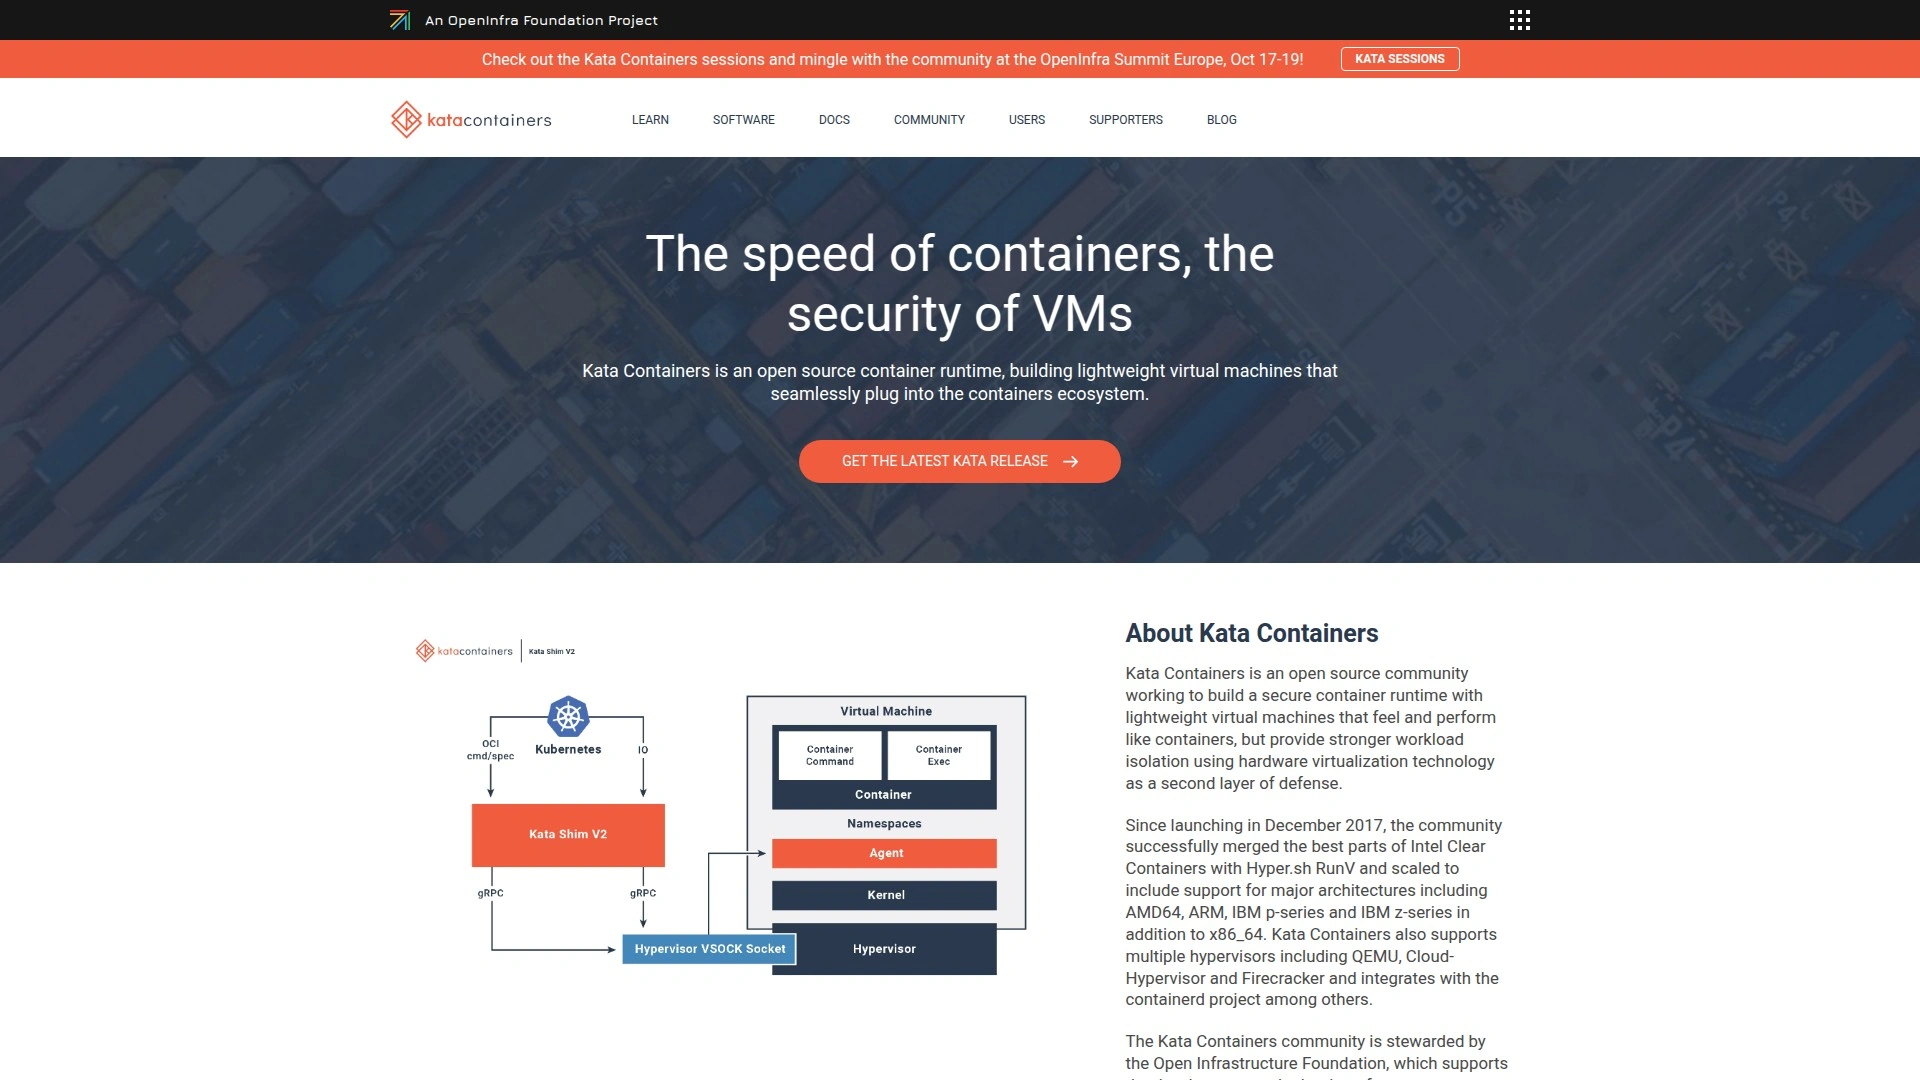 An OpenInfra Foundation Project
Check out the Kata Containers sessions and mingle with the community at the OpenInfra Summit Europe, Oct 17-19!
KATA SESSIONS
katacontainers
LEARN
SOFTWARE
DOCS
COMMUNITY
USERS
SUPPORTERS
BLOG
The speed of containers, the
security of VMs
Kata Containers is an open source container runtime, building lightweight virtual machines that
seamlessly plug into the containers ecosystem.
GET THE LATEST KATA RELEASE
P5
P4
P4
katacontainers
Kata Shim V2
OCI
cmd/spec
Kubernetes
IO
Kata Shim V2
gRPC
gRPC
Hypervisor VSOCK Socket
Virtual Machine
Container
Command
Container
Exec
Container
Namespaces
Agent
Kernel
Hypervisor
About Kata Containers
Kata Containers is an open source community
working to build a secure container runtime with
lightweight virtual machines that feel and perform
like containers, but provide stronger workload
isolation using hardware virtualization technology
as a second layer of defense.
Since launching in December 2017, the community
successfully merged the best parts of Intel Clear
Containers with Hyper.sh RunV and scaled to
include support for major architectures including
AMD64, ARM, IBM p-series and IBM z-series in
addition to x86_64. Kata Containers also supports
multiple hypervisors including QEMU, Cloud-
Hypervisor and Firecracker and integrates with the
containerd project among others.
The Kata Containers community is stewarded by
the Open Infrastructure Foundation, which supports